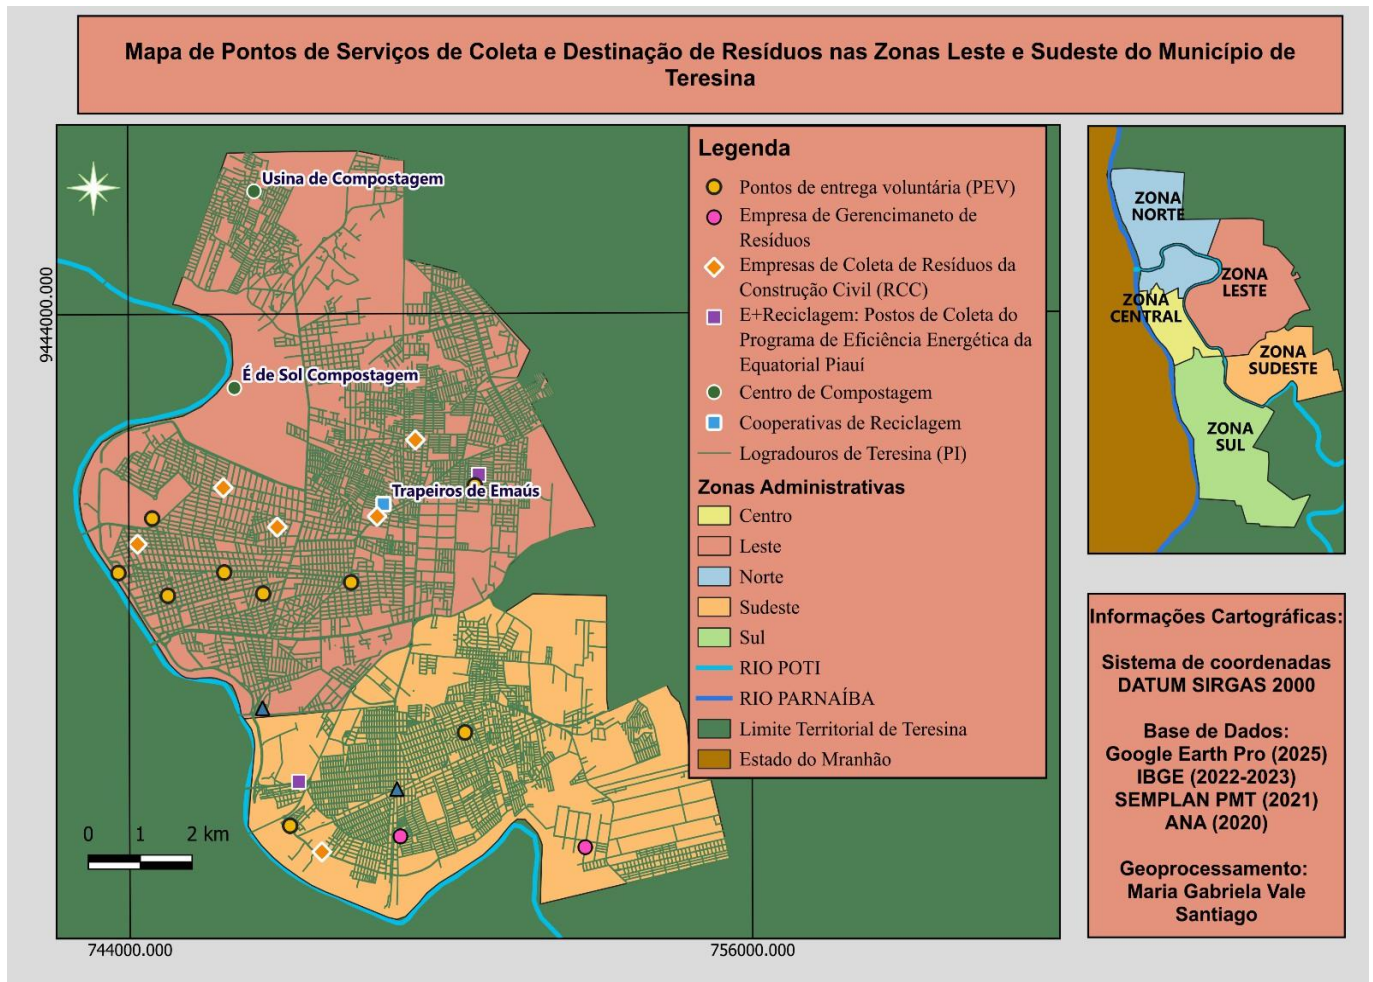 Mapa de Pontos de Serviços de Coleta e Destinação de Resíduos nas Zonas Leste e Sudeste do Município de
Teresina
Usina de Compostagem
É de Sol Compostagem
Trapeiros de Emaús
9444000.000
0 1 2 km
744000.000
756000.000
Legenda
Pontos de entrega voluntária (PEV)
Empresa de Gerencimaneto de
Resíduos
Empresas de Coleta de Resíduos da
Construção Civil (RCC)
E+Reciclagem: Postos de Coleta do
Programa de Eficiência Energética da
Equatorial Piauí
Centro de Compostagem
Cooperativas de Reciclagem
Logradouros de Teresina (PI)
Zonas Administrativas
Centro
Leste
Norte
Sudeste
Sul
RIO POTI
RIO PARNAÍBA
Limite Territorial de Teresina
Estado do Mranhão
ZONA
NORTE
ZONA
LESTE
ZONA
CENTRAL
ZONA
SUDESTE
ZONA
SUL
Informações Cartográficas:
Sistema de coordenadas
DATUM SIRGAS 2000
Base de Dados:
Google Earth Pro (2025)
IBGE (2022-2023)
SEMPLAN PMT (2021)
ANA (2020)
Geoprocessamento:
Maria Gabriela Vale
Santiago